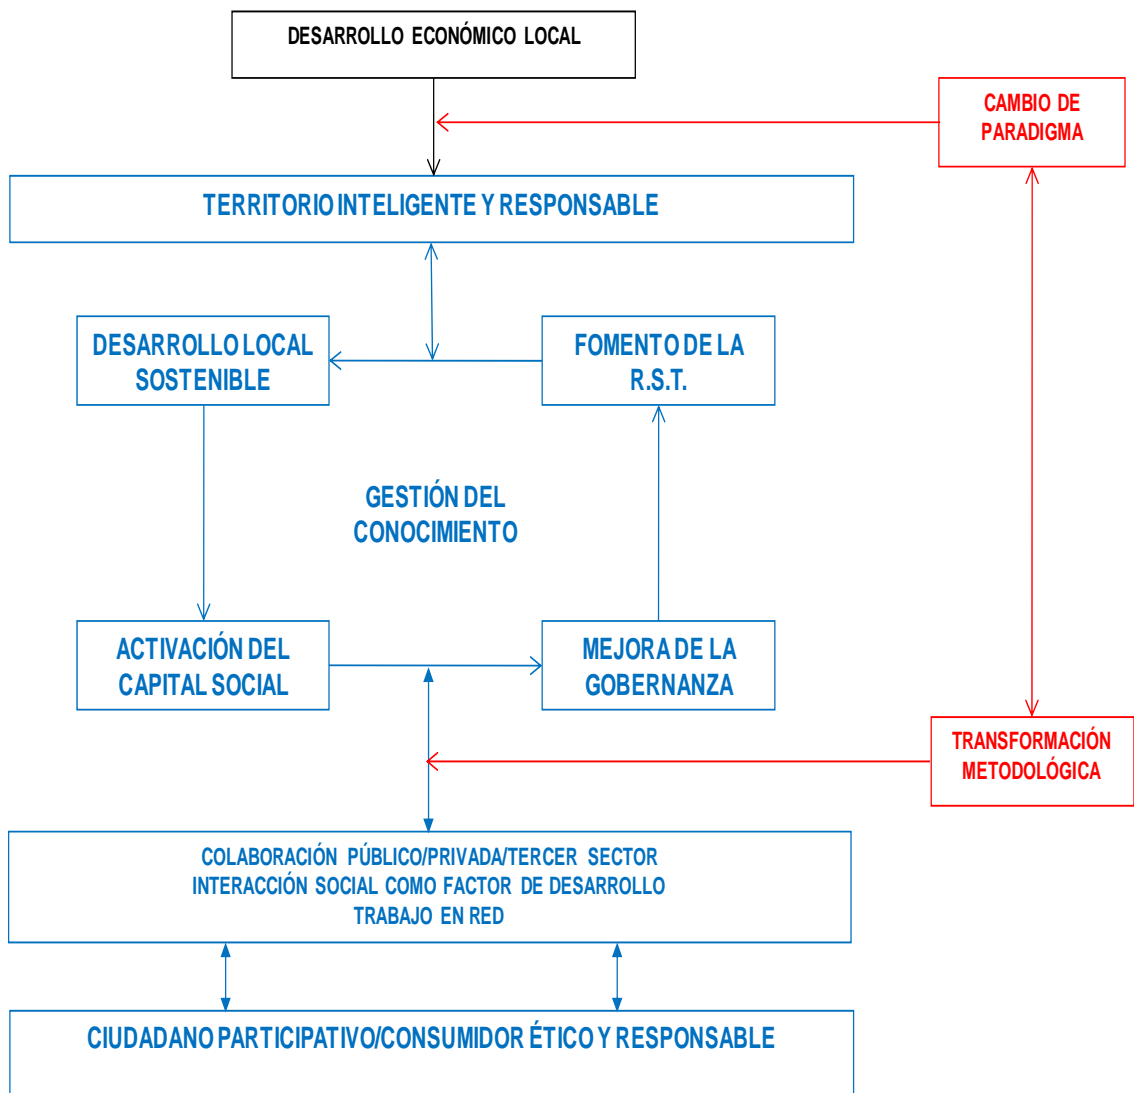 DESARROLLO ECONÓMICO LOCAL
CAMBIO DE
PARADIGMA
TERRITORIO INTELIGENTE Y RESPONSABLE
DESARROLLO LOCAL
SOSTENIBLE
FOMENTO DE LA
R.S.T.
GESTIÓN DEL
CONOCIMIENTO
ACTIVACIÓN DEL
CAPITAL SOCIAL
MEJORA DE LA
GOBERNANZA
TRANSFORMACIÓN
METODOLÓGICA
COLABORACIÓN PÚBLICO/PRIVADA/TERCER SECTOR
INTERACCIÓN SOCIAL COMO FACTOR DE DESARROLLO
TRABAJO EN RED
CIUDADANO PARTICIPATIVO/CONSUMIDOR ÉTICO Y RESPONSABLE